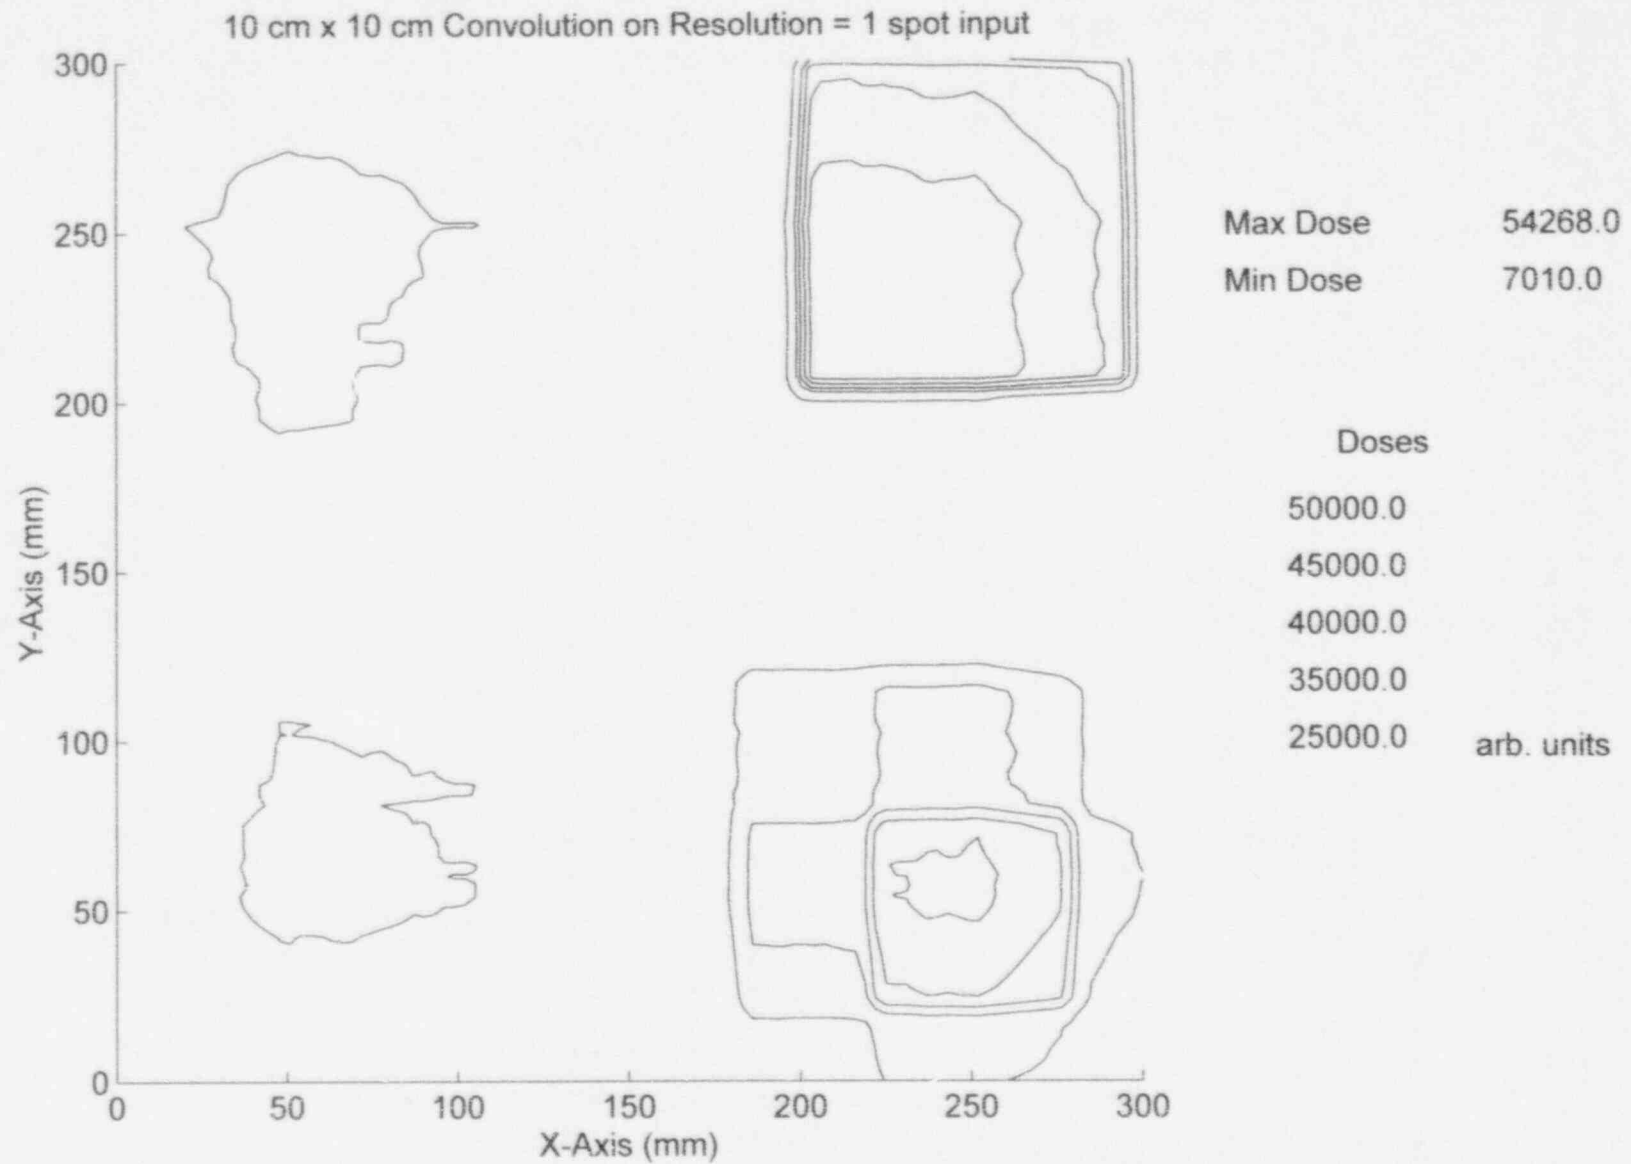 10 cm x 10 cm Convolution on Resolution = 1 spot input
300
250
200
150
100
50
0
Y-Axis (mm)
0 50 100 150 200 250 300
X-Axis (mm)
Max Dose 54268.0
Min Dose 7010.0
Doses
50000.0
45000.0
40000.0
35000.0
25000.0 arb. units